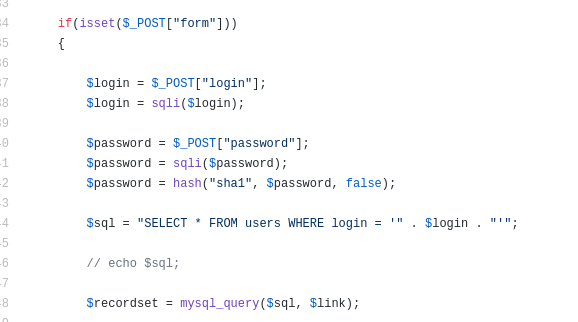 34 if(isset($_POST["form"]))
35 {
36
37 $login = $_POST["login"];
38 $login = sqli($login);
39
40 $password = $_POST["password"];
41 $password = sqli($password);
42 $password = hash("sha1", $password, false);
43
44 $sql = "SELECT * FROM users WHERE login = '" . $login . "'";
45
46 // echo $sql;
47
48 $recordset = mysql_query($sql, $link);